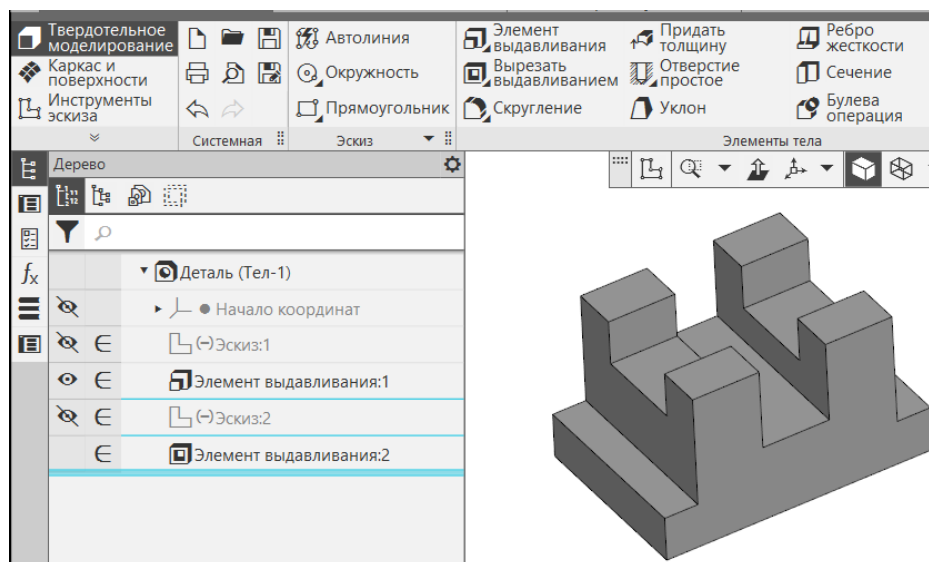 Твердотельное
моделирование
Каркас и
поверхности
Инструменты
эскиза
Системная
Автолиния
Окружность
Прямоугольник
Эскиз
Элемент
выдавливания
Вырезать
выдавливанием
Скругление
Придать
толщину
Отверстие
простое
Уклон
Ребро
жесткости
Сечение
Булева
операция
Элементы тела
Дерево
Деталь (Тел-1)
Начало координат
(−)Эскиз:1
Элемент выдавливания:1
(−)Эскиз:2
Элемент выдавливания:2